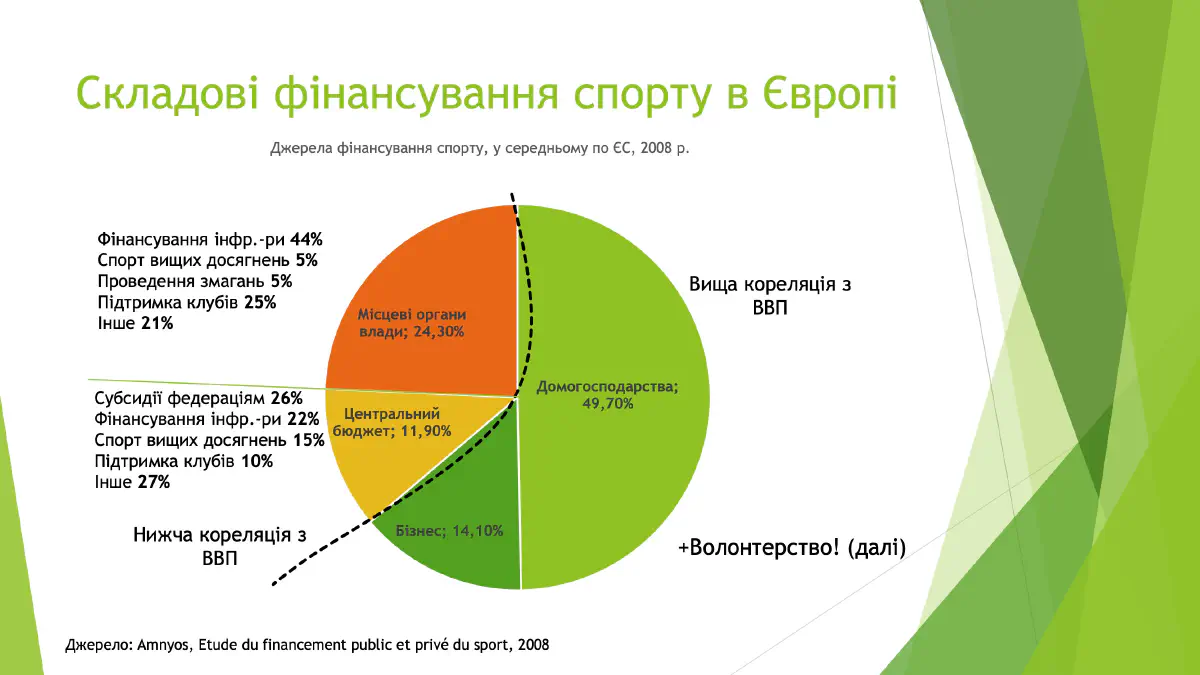 Складові фінансування спорту в Європі
Джерела фінансування спорту, у середньому по ЄС, 2008 р.
Фінансування інфр.-ри 44%
Спорт вищих досягнень 5%
Проведення змагань 5%
Підтримка клубів 25%
Інше 21%
Місцеві органи
влади; 24,30%
Вища кореляція з
ВВП
Домогосподарства;
49,70%
Субсидії федераціям 26%
Фінансування інфр.-ри 22%
Спорт вищих досягнень 15%
Підтримка клубів 10%
Інше 27%
Центральний
бюджет; 11,90%
Бізнес; 14,10%
Нижча кореляція з
ВВП
+Волонтерство! (далі)
Джерело: Amnyos, Etude du financement public et privé du sport, 2008